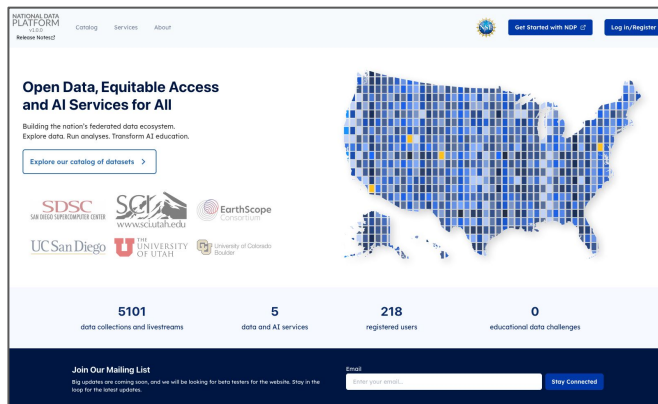 NATIONAL DATA
PLATFORM
v1.0.0
Release Notes
Catalog
Services
About
NSF
Get Started with NDP
Log in/Register
Open Data, Equitable Access
and AI Services for All
Building the nation's federated data ecosystem.
Explore data. Run analyses. Transform AI education.
Explore our catalog of datasets >
SDSC
SAN DIEGO SUPERCOMPUTER CENTER
SCI
www.sci.utah.edu
EarthScope
Consortium
UC San Diego
THE
UNIVERSITY
OF UTAH
University of Colorado
Boulder
5101
data collections and livestreams
5
data and AI services
218
registered users
0
educational data challenges
Join Our Mailing List
Big updates are coming soon, and we will be looking for beta testers for the website. Stay in the
loop for the latest updates.
Email
Enter your email...
Stay Connected